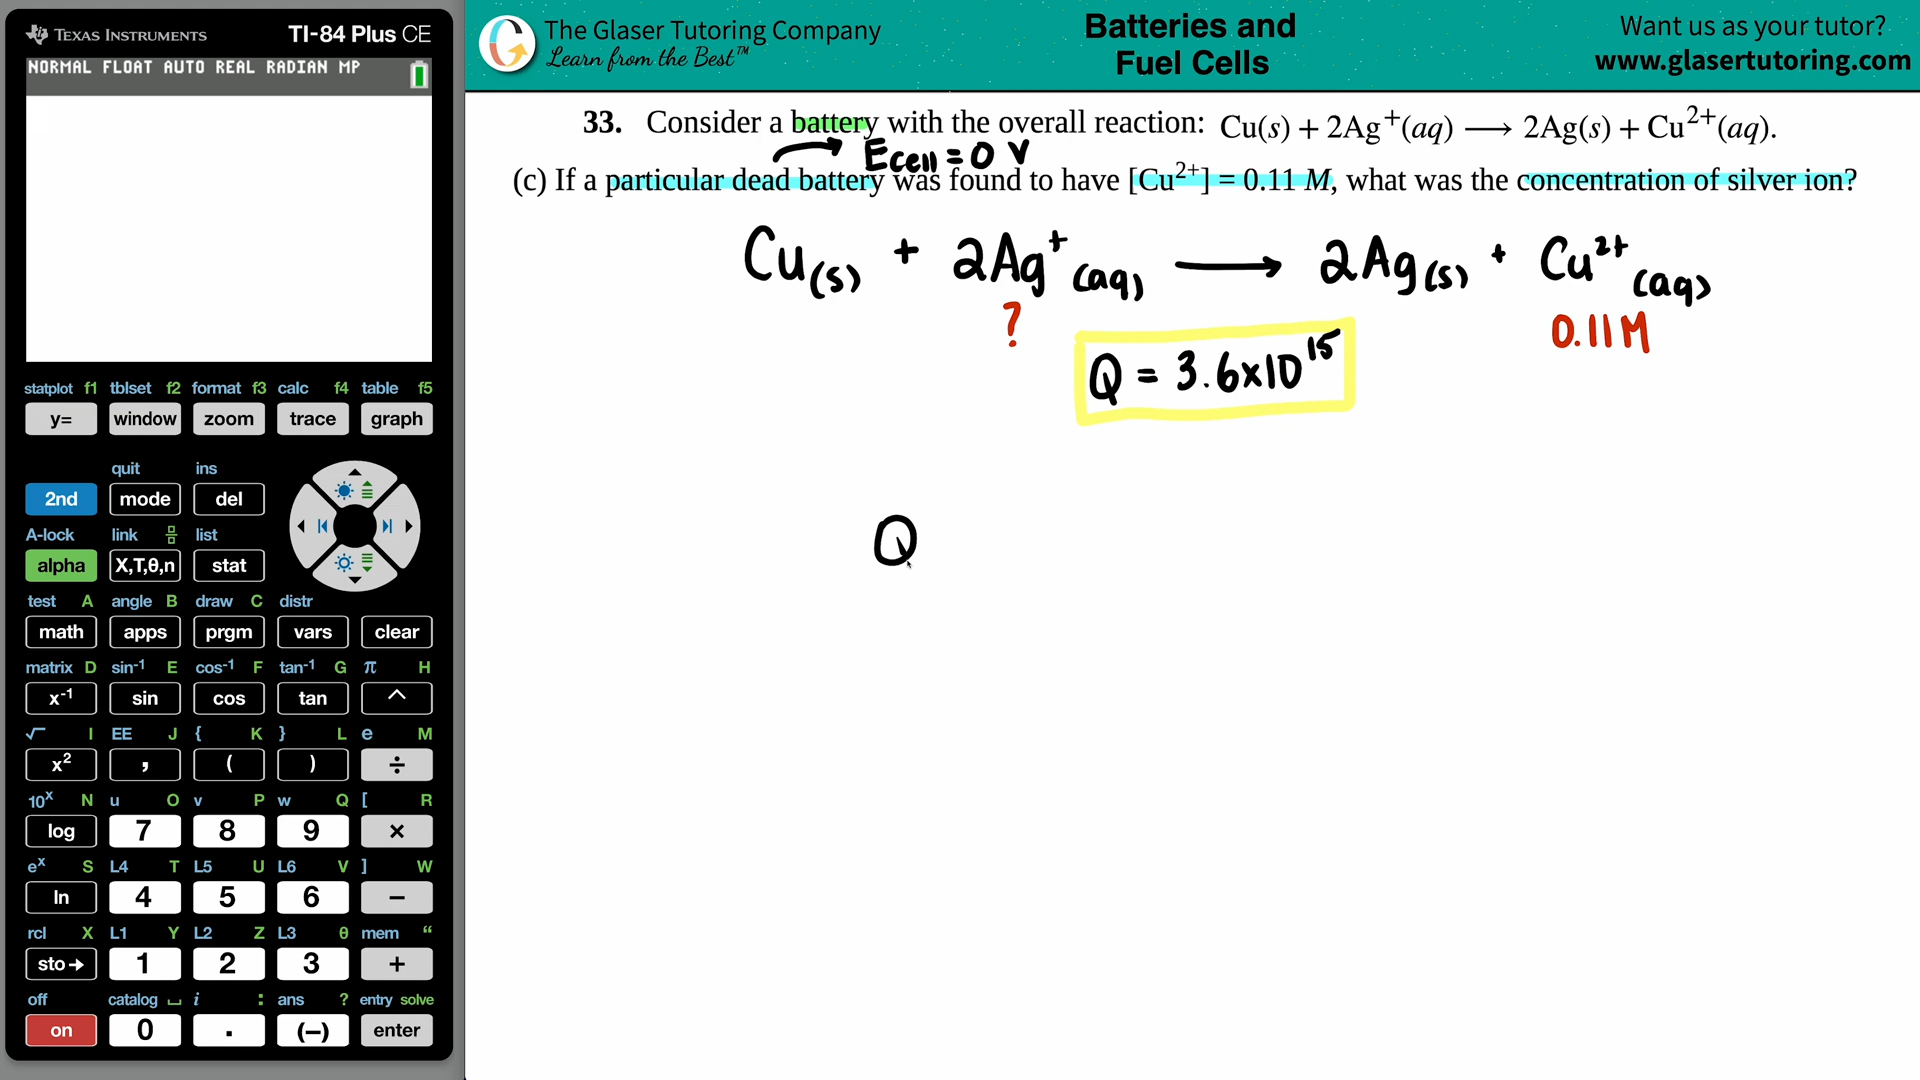 TEXAS INSTRUMENTS TI-84 Plus CE
NORMAL FLOAT AUTO REAL RADIAN MP
statplot f1 tblset f2 format f3 calc f4 table f5
y= window zoom trace graph
quit ins
2nd mode del
A-lock link list
alpha X,T,θ,n stat
test A angle B draw C distr
math apps prgm vars clear
matrix D sin⁻¹ E cos⁻¹ F tan⁻¹ G π H
x⁻¹ sin cos tan ^
√ I EE J { K } L e M
x² , ( ) ÷
10ˣ N u O v P w Q [ R
log 7 8 9 ×
eˣ S L4 T L5 U L6 V ] W
ln 4 5 6 −
rcl X L1 Y L2 Z L3 θ mem “
sto→ 1 2 3 +
off catalog ⎵ i : ans ? entry solve
on 0 . (−) enter
The Glaser Tutoring Company
Learn from the Best™
Batteries and
Fuel Cells
Want us as your tutor?
www.glasertutoring.com
33. Consider a battery with the overall reaction: Cu(s) + 2Ag⁺(aq) ⟶ 2Ag(s) + Cu²⁺(aq).
Ecell = 0 V
(c) If a particular dead battery was found to have [Cu²⁺] = 0.11 M, what was the concentration of silver ion?
Cu(s) + 2Ag⁺(aq) ⟶ 2Ag(s) + Cu²⁺(aq)
? 0.11 M
Q = 3.6×10¹⁵
Q